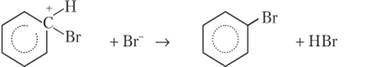 + H
C
Br + Br⁻ → Br + HBr